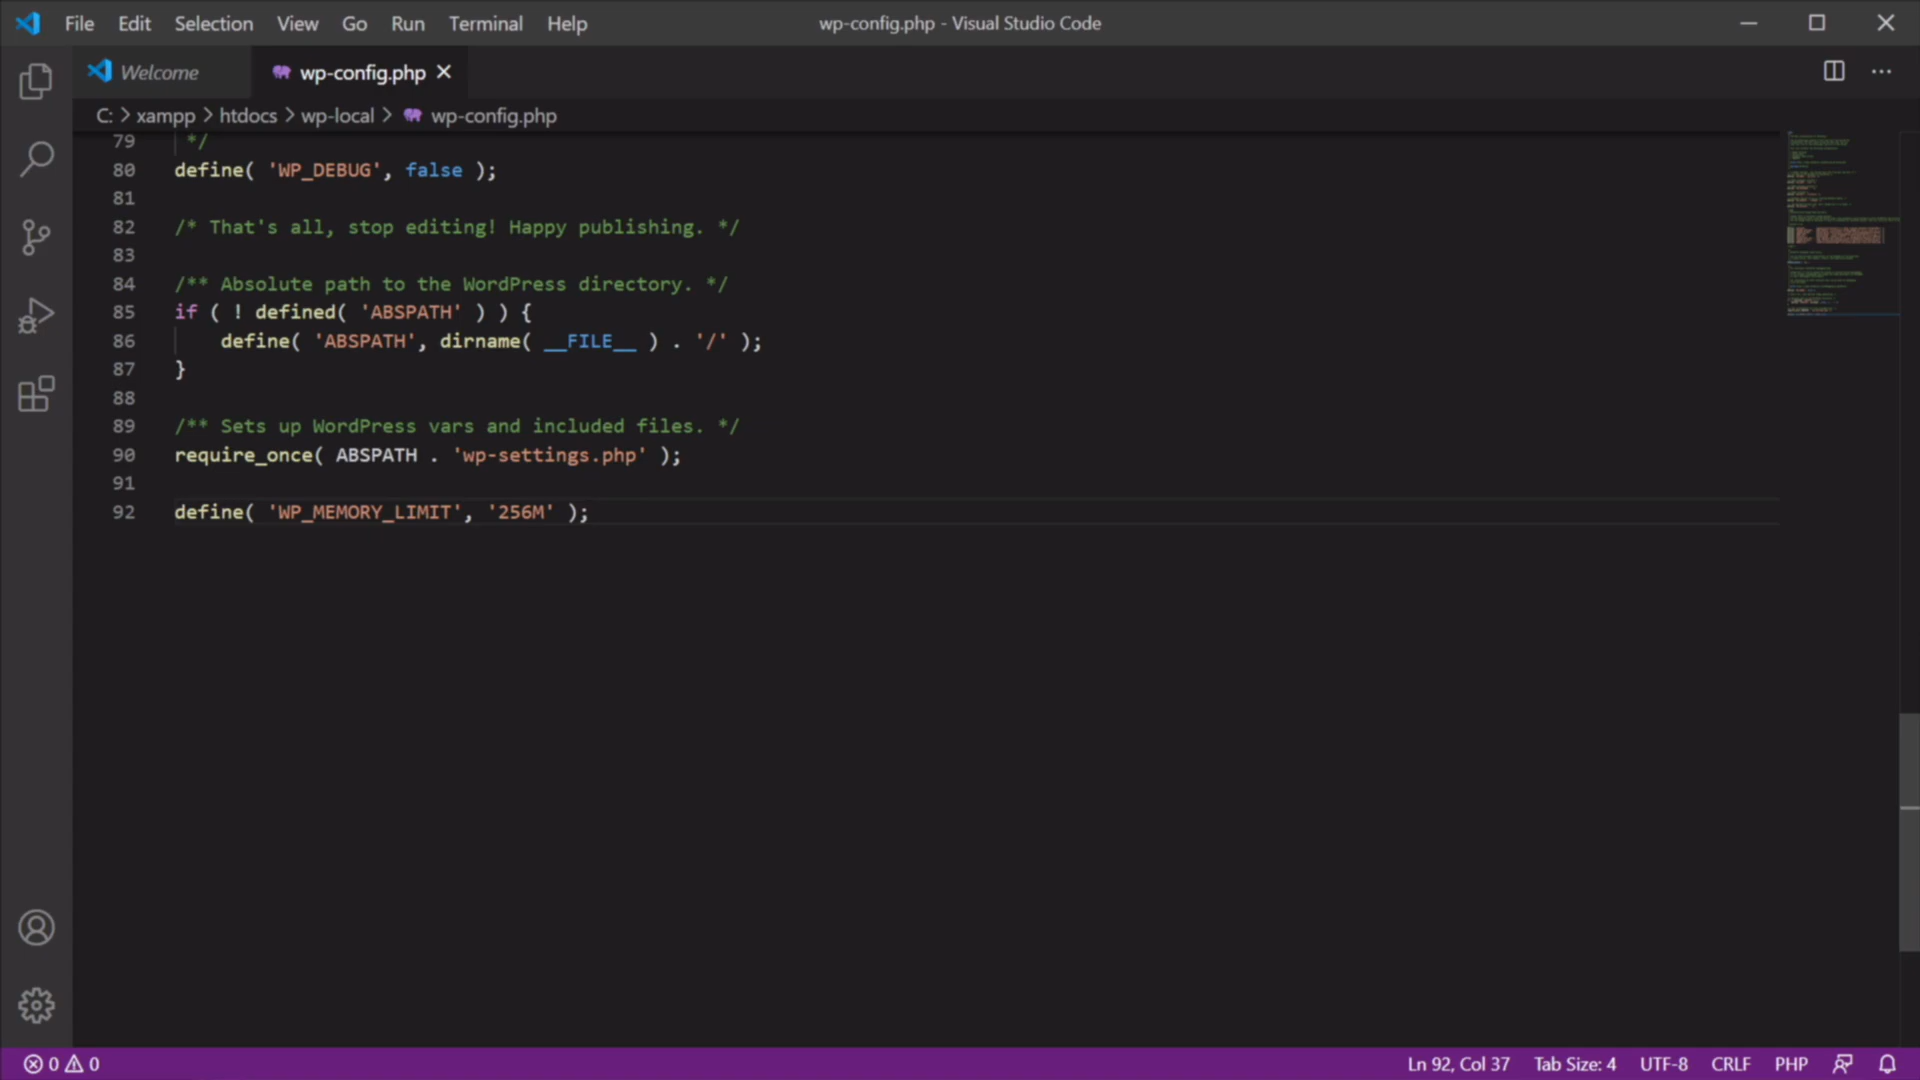 File Edit Selection View Go Run Terminal Help wp-config.php - Visual Studio Code
Welcome wp-config.php
C: > xampp > htdocs > wp-local > wp-config.php
79 */
80 define( 'WP_DEBUG', false );
81
82 /* That's all, stop editing! Happy publishing. */
83
84 /** Absolute path to the WordPress directory. */
85 if ( ! defined( 'ABSPATH' ) ) {
86 define( 'ABSPATH', dirname( __FILE__ ) . '/' );
87 }
88
89 /** Sets up WordPress vars and included files. */
90 require_once( ABSPATH . 'wp-settings.php' );
91
92 define( 'WP_MEMORY_LIMIT', '256M' );
0 0 Ln 92, Col 37 Tab Size: 4 UTF-8 CRLF PHP